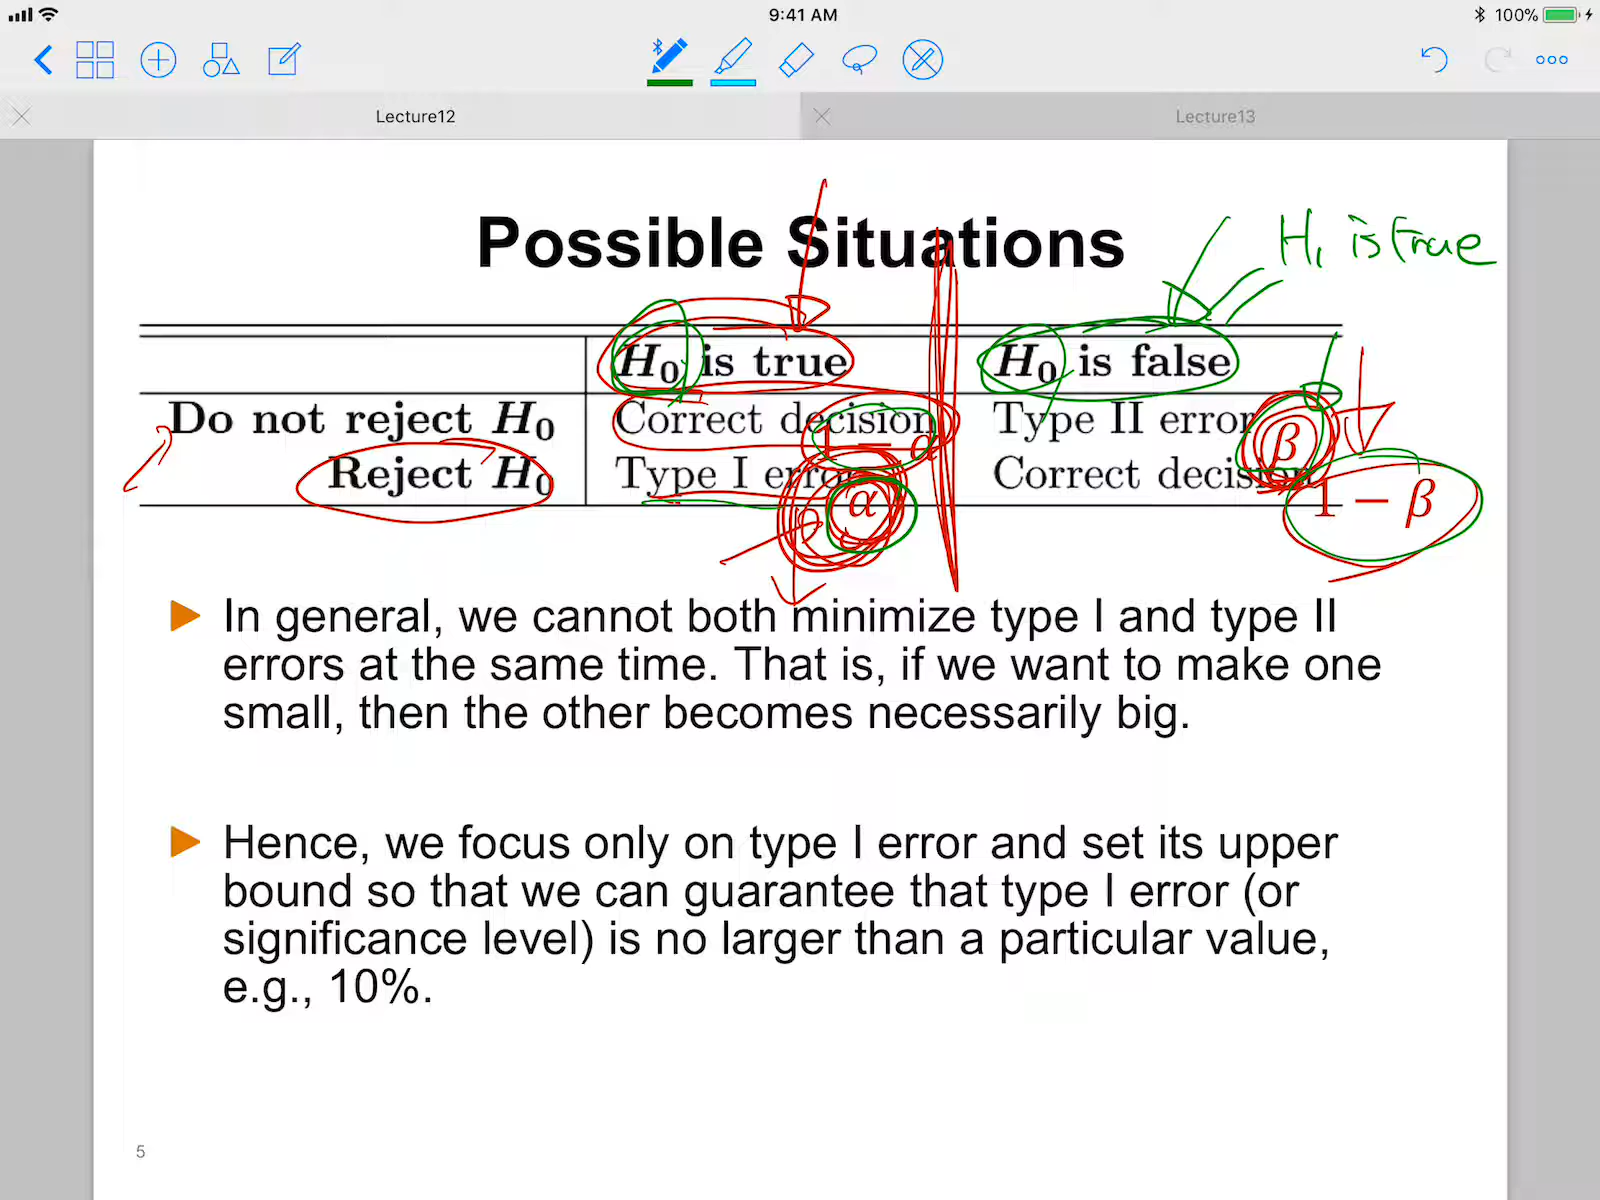 9:41 AM
100%
Lecture12
Lecture13
Possible Situations
H₁ is true
H₀ is true H₀ is false
Do not reject H₀ Correct decision Type II error β
1 − α
Reject H₀ Type I error Correct decision
α 1 − β
▶ In general, we cannot both minimize type I and type II
errors at the same time. That is, if we want to make one
small, then the other becomes necessarily big.
▶ Hence, we focus only on type I error and set its upper
bound so that we can guarantee that type I error (or
significance level) is no larger than a particular value,
e.g., 10%.
5